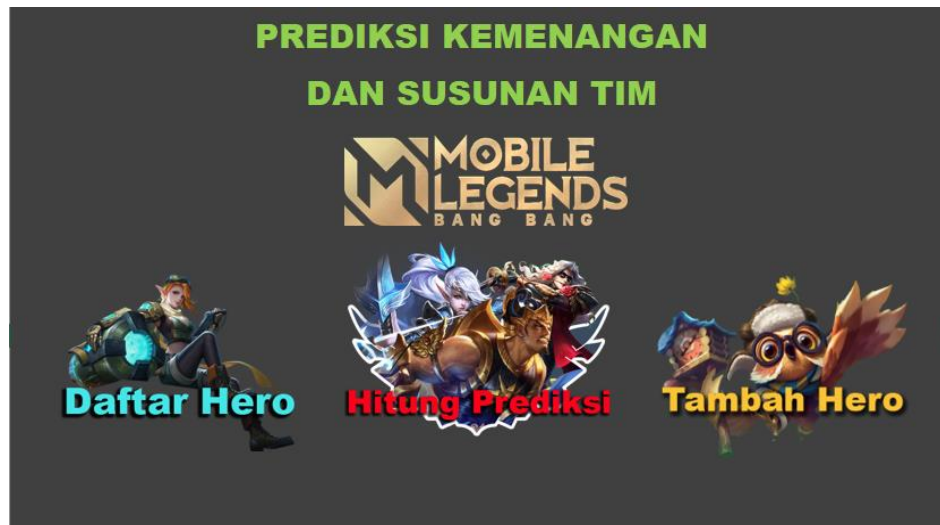 PREDIKSI KEMENANGAN
DAN SUSUNAN TIM
MOBILE
LEGENDS
BANG BANG
Daftar Hero
Hitung Prediksi
Tambah Hero